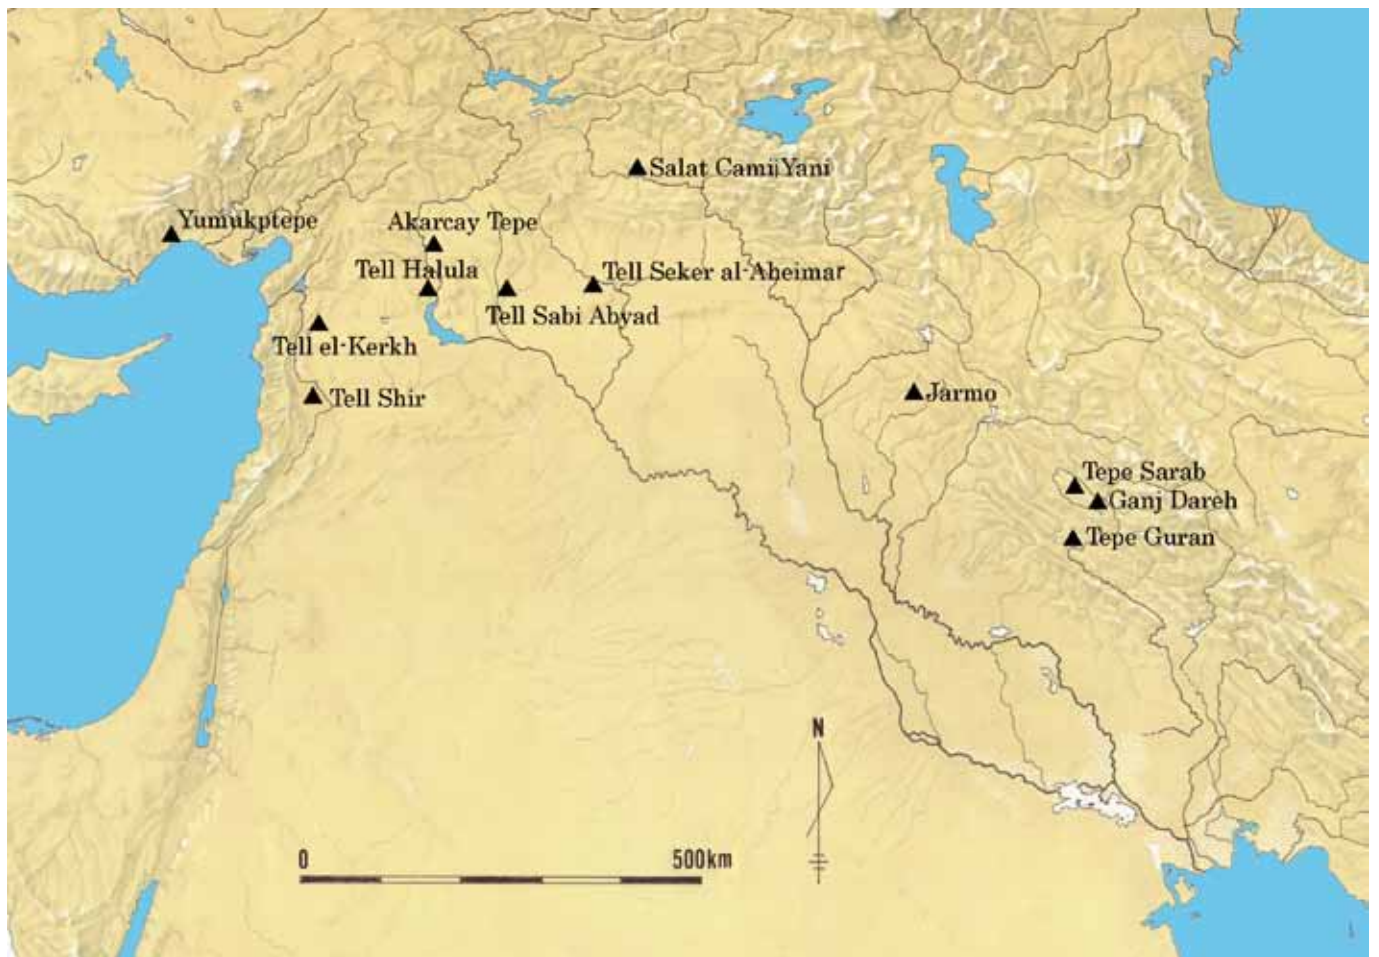 Salat Camii Yani
Yumukptepe
Akarcay Tepe
Tell Halula
Tell Seker al-Aheimar
Tell Sabi Abyad
Tell el-Kerkh
Tell Shir
Jarmo
Tepe Sarab
Ganj Dareh
Tepe Guran
N
0 500km